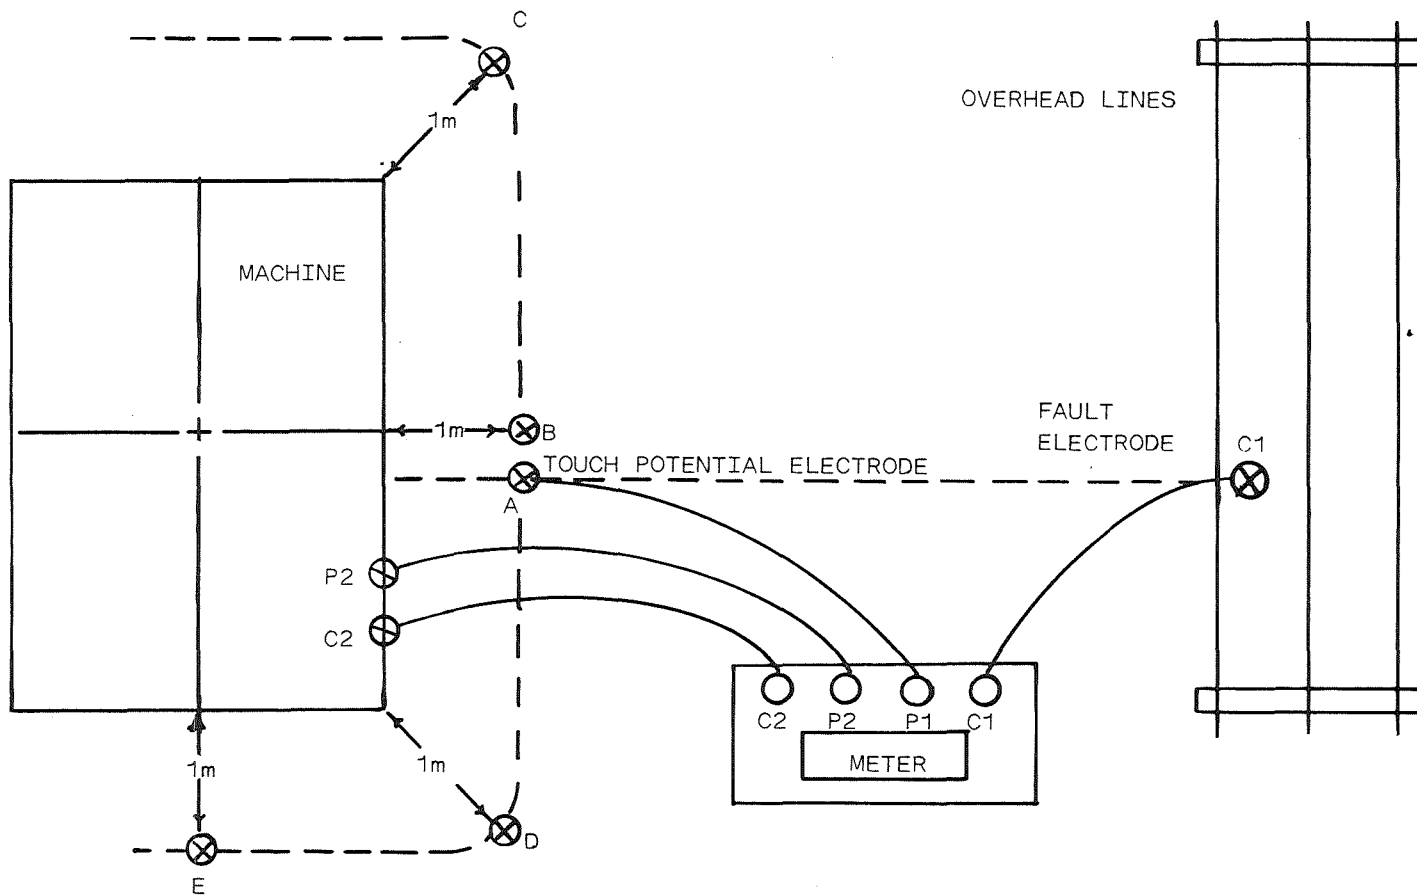 C
OVERHEAD LINES
1m
MACHINE
FAULT
ELECTRODE
C1
1m
B
TOUCH POTENTIAL ELECTRODE
A
P2
C2
C2 P2 P1 C1
METER
1m
1m
D
E